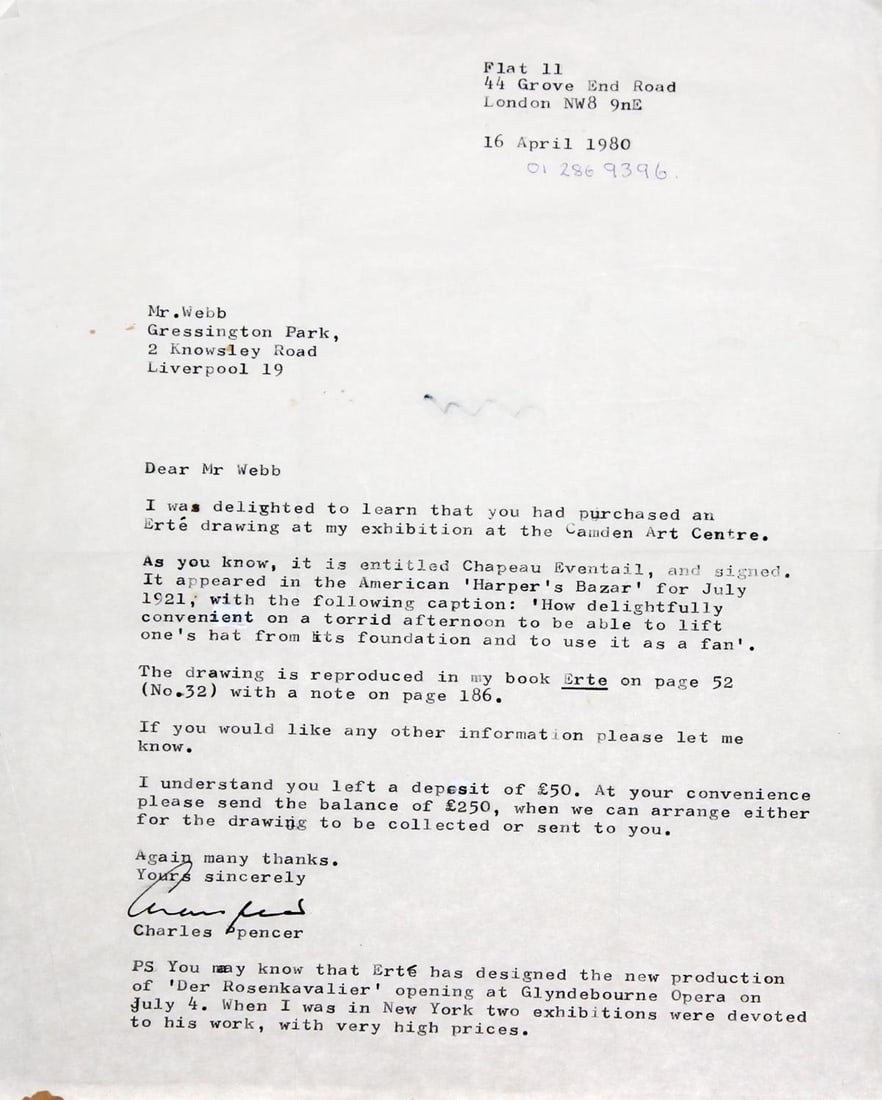 Flat 11
44 Grove End Road
London NW8 9nE
16 April 1980
01 286 9396.
Mr.Webb
Gressington Park,
2 Knowsley Road
Liverpool 19
Dear Mr Webb
I was delighted to learn that you had purchased an
Erté drawing at my exhibition at the Camden Art Centre.
As you know, it is entitled Chapeau Eventail, and signed.
It appeared in the American 'Harper's Bazar' for July
1921, with the following caption: 'How delightfully
convenient on a torrid afternoon to be able to lift
one's hat from its foundation and to use it as a fan'.
The drawing is reproduced in my book Erte on page 52
(No.32) with a note on page 186.
If you would like any other information please let me
know.
I understand you left a deposit of £50. At your convenience
please send the balance of £250, when we can arrange either
for the drawing to be collected or sent to you.
Again many thanks.
Yours sincerely
Charles Spencer
PS You may know that Erté has designed the new production
of 'Der Rosenkavalier' opening at Glyndebourne Opera on
July 4. When I was in New York two exhibitions were devoted
to his work, with very high prices.